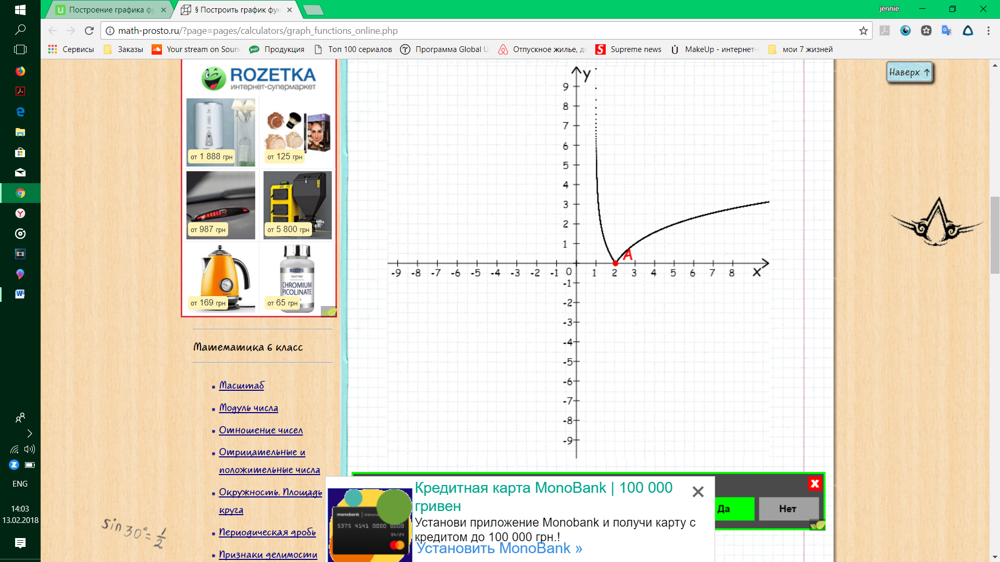 Построение графика фу
§ Построить график фун
jennie
math-prosto.ru/?page=pages/calculators/graph_functions_online.php
Сервисы
Заказы
Your stream on Soun
Продукция
Топ 100 сериалов
Программа Global U
Отпускное жилье, до
Supreme news
MakeUp - интернет-
мои 7 жизней
ROZETKA
интернет-супермаркет
от 1 888 грн
от 125 грн
от 987 грн
от 5 800 грн
от 169 грн
CHROMIUM
PICOLINATE
от 65 грн
Математика 6 класс
Масштаб
Модуль числа
Отношение чисел
Отрицательные и
положительные числа
Окружность. Площадь
круга
Периодическая дробь
Признаки делимости
sin 30°= 1/2
y
9
8
7
6
5
4
3
2
1
A
-9 -8 -7 -6 -5 -4 -3 -2 -1 0 1 2 3 4 5 6 7 8 x
-1
-2
-3
-4
-5
-6
-7
-8
-9
Наверх ↑
Кредитная карта MonoBank | 100 000
гривен
Установи приложение Monobank и получи карту с
кредитом до 100 000 грн.!
Установить MonoBank »
monobank
5375 4141 0000 0000
04/24
Да
Нет
ENG
14:03
13.02.2018